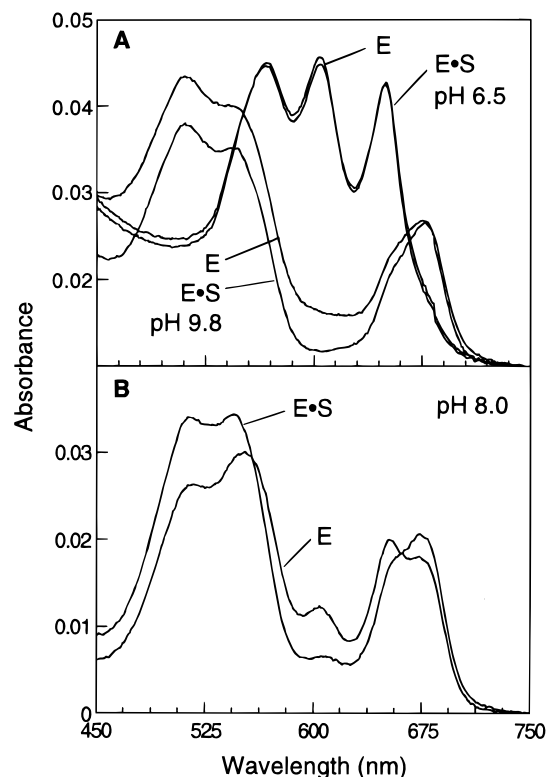 0.05
A
E
E•S
pH 6.5
0.04
0.03
E
E•S
pH 9.8
0.02
Absorbance
B
E•S
pH 8.0
0.03
E
0.02
0.01
0
450 525 600 675 750
Wavelength (nm)